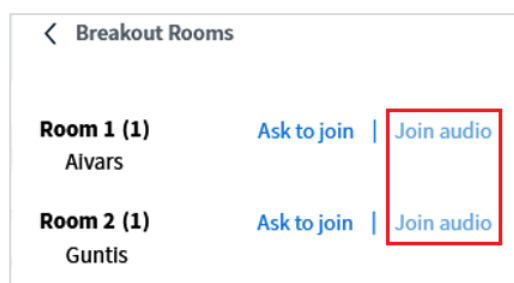 Breakout Rooms
Room 1 (1) Ask to join | Join audio
Aivars
Room 2 (1) Ask to join | Join audio
Guntis